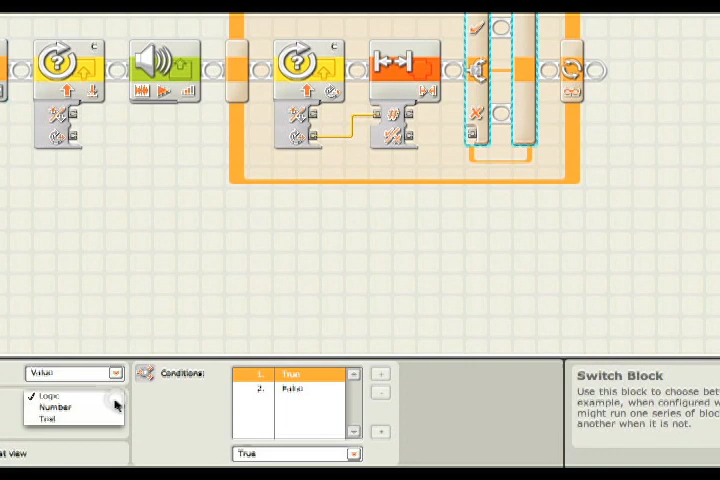 C
C
Value
Conditions:
1. True
2. False
Logic
Number
Text
at view
True
Switch Block
Use this block to choose bet
example, when configured w
might run one series of bloc
another when it is not.